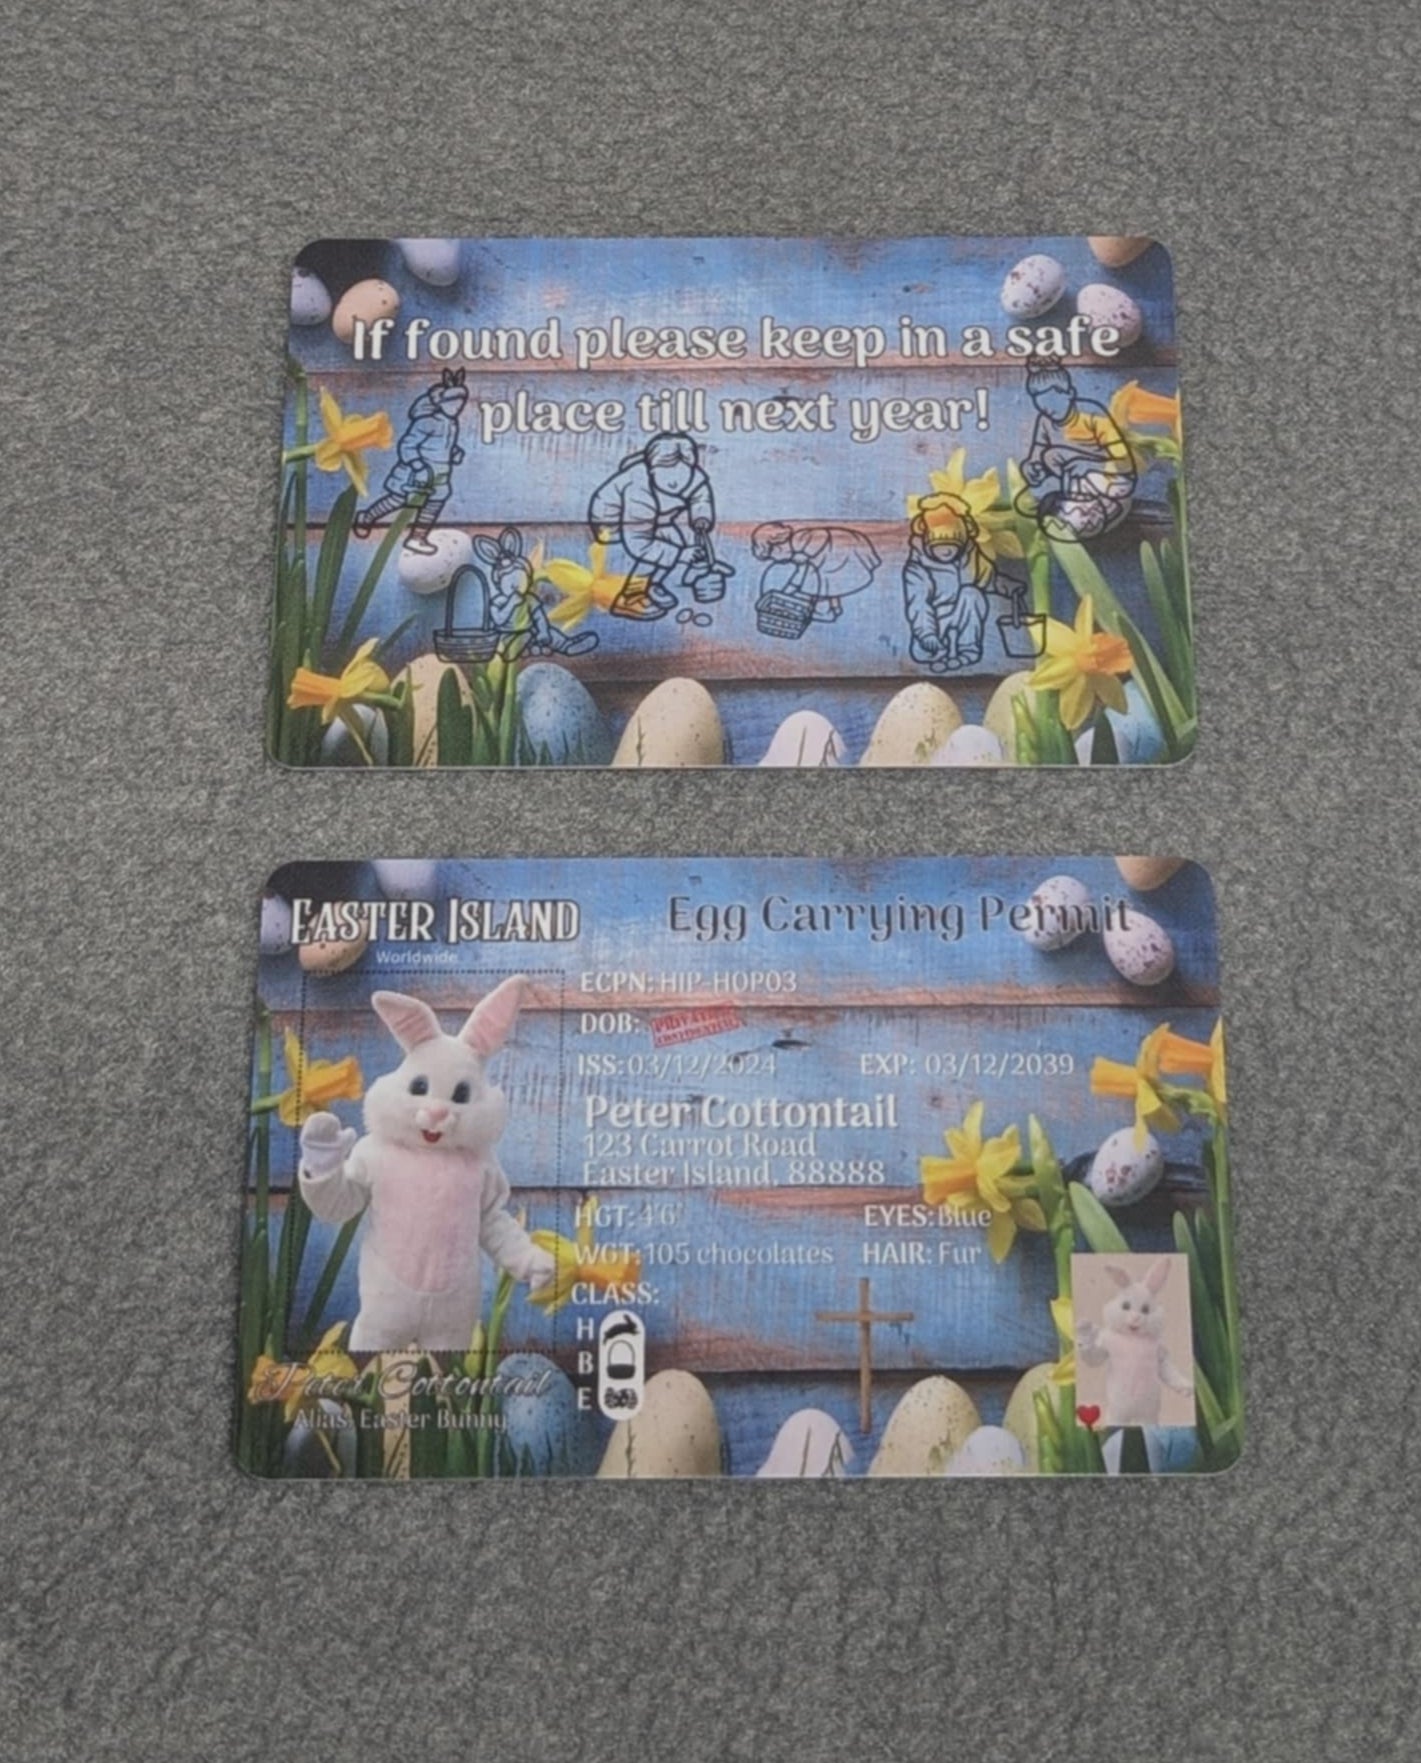 If found please keep in a safe
place till next year!
EASTER ISLAND
Worldwide
Egg Carrying Permit
ECPN: HIP-HOP03
DOB: PRIVATE
CONFIDENTIAL
ISS: 03/12/2024 EXP: 03/12/2039
Peter Cottontail
123 Carrot Road
Easter Island, 88888
HGT: 4'6" EYES: Blue
WGT: 105 chocolates HAIR: Fur
CLASS:
H
B
E
Peter Cottontail
Alias: Easter Bunny